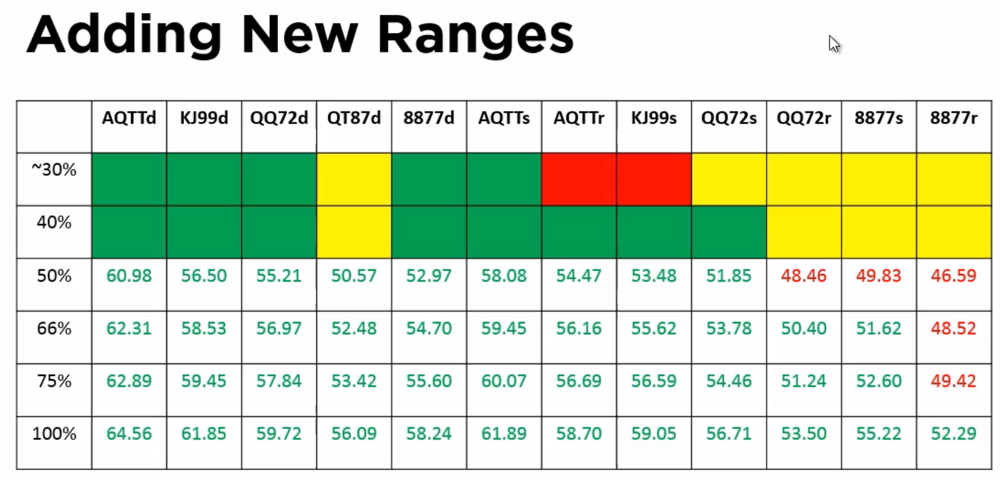 Adding New Ranges
AQTTd KJ99d QQ72d QT87d 8877d AQTTs AQTTr KJ99s QQ72s QQ72r 8877s 8877r
~30%
40%
50% 60.98 56.50 55.21 50.57 52.97 58.08 54.47 53.48 51.85 48.46 49.83 46.59
66% 62.31 58.53 56.97 52.48 54.70 59.45 56.16 55.62 53.78 50.40 51.62 48.52
75% 62.89 59.45 57.84 53.42 55.60 60.07 56.69 56.59 54.46 51.24 52.60 49.42
100% 64.56 61.85 59.72 56.09 58.24 61.89 58.70 59.05 56.71 53.50 55.22 52.29